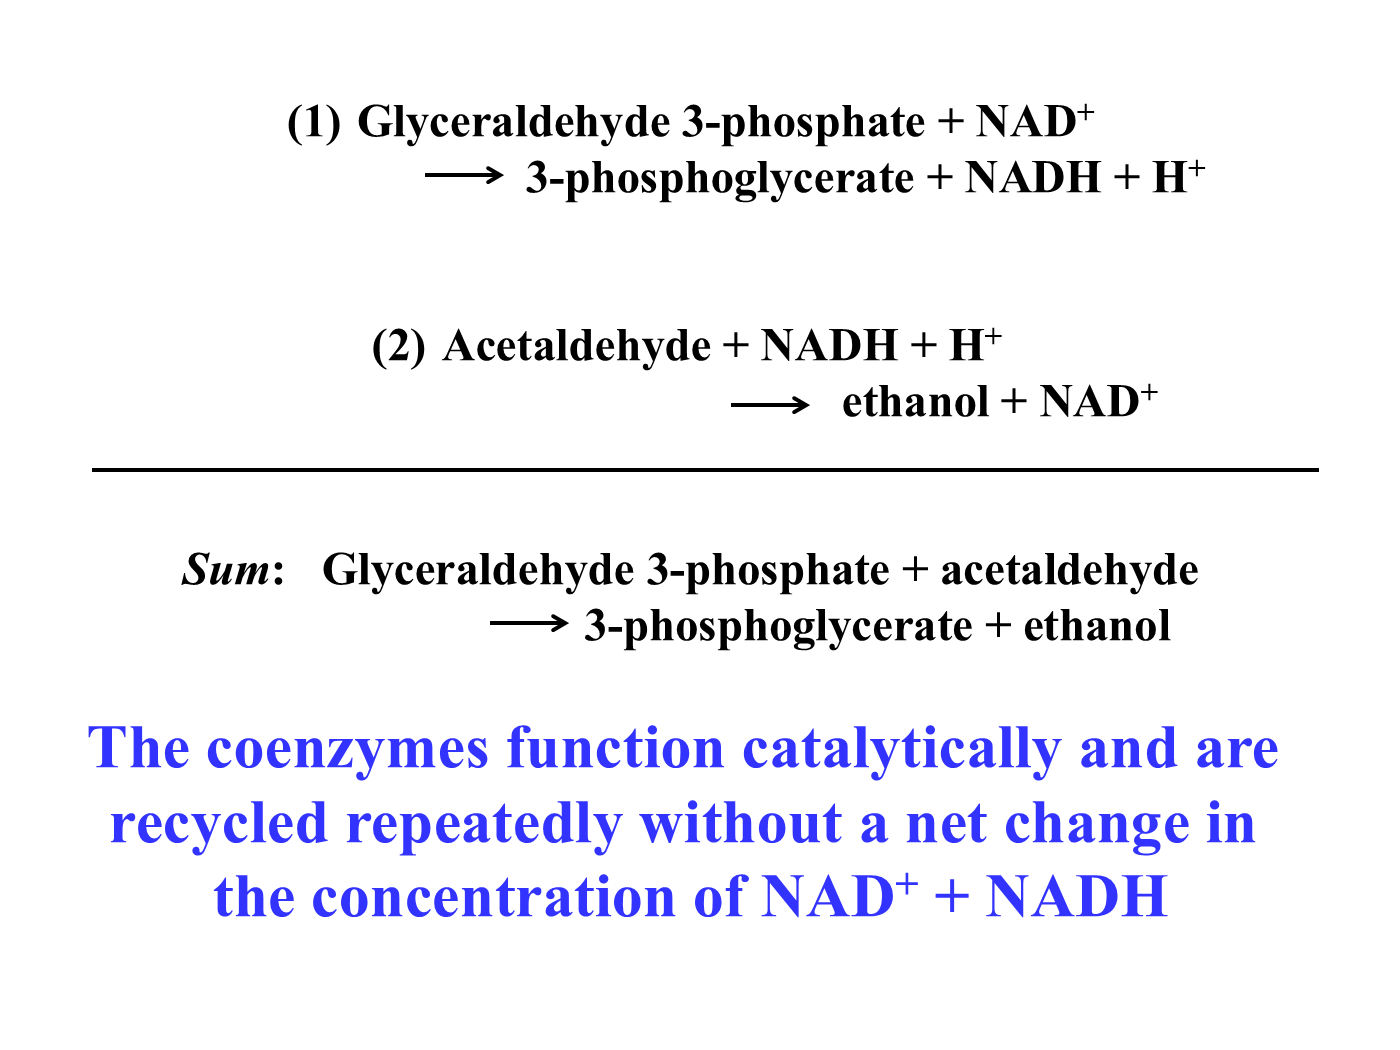 (1) Glyceraldehyde 3-phosphate + NAD⁺
⟶ 3-phosphoglycerate + NADH + H⁺
(2) Acetaldehyde + NADH + H⁺
⟶ ethanol + NAD⁺
Sum: Glyceraldehyde 3-phosphate + acetaldehyde
⟶ 3-phosphoglycerate + ethanol
The coenzymes function catalytically and are
recycled repeatedly without a net change in
the concentration of NAD⁺ + NADH